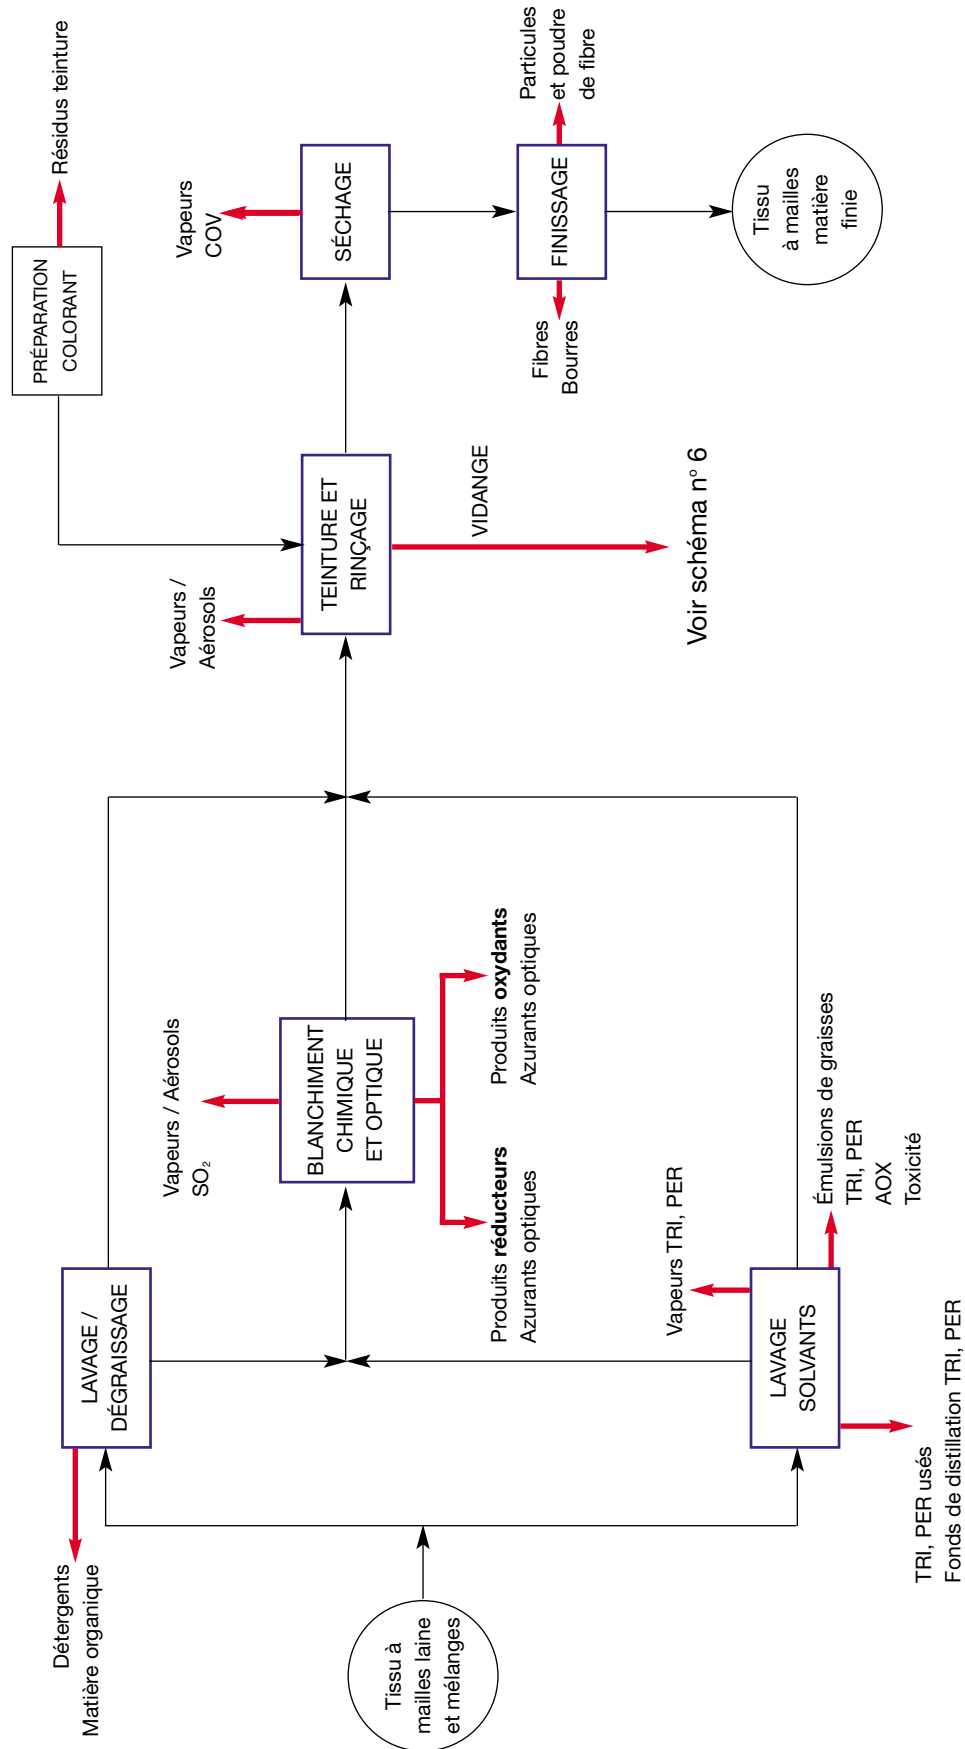 Tissu à
mailles laine
et mélanges
Détergents
Matière organique
LAVAGE /
DÉGRAISSAGE
TRI, PER usés
Fonds de distillation TRI, PER
LAVAGE
SOLVANTS
Vapeurs TRI, PER
Émulsions de graisses
TRI, PER
AOX
Toxicité
Vapeurs / Aérosols
SO₂
BLANCHIMENT
CHIMIQUE
ET OPTIQUE
Produits réducteurs
Azurants optiques
Produits oxydants
Azurants optiques
Vapeurs /
Aérosols
TEINTURE ET
RINÇAGE
VIDANGE
Voir schéma n° 6
PRÉPARATION
COLORANT
Résidus teinture
Vapeurs
COV
SÉCHAGE
Fibres
Bourres
FINISSAGE
Particules
et poudre
de fibre
Tissu
à mailles
matière
finie